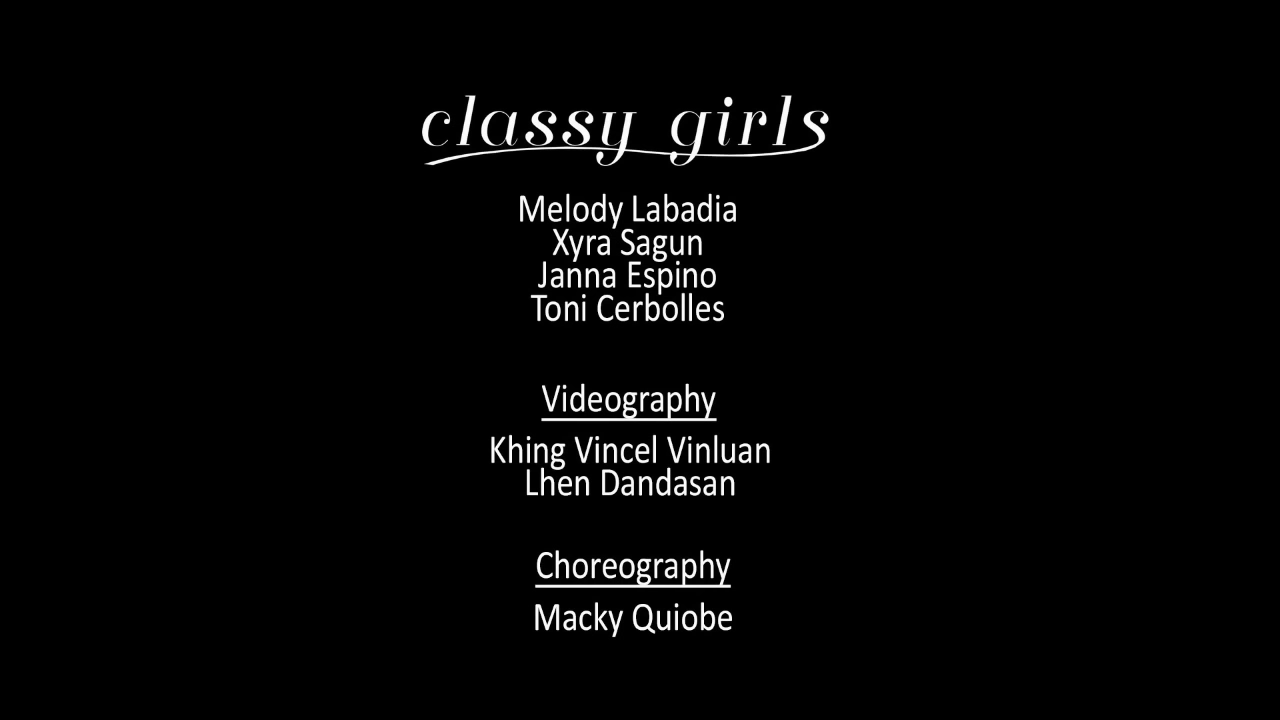 classy girls
Melody Labadia
Xyra Sagun
Janna Espino
Toni Cerbolles
Videography
Khing Vincel Vinluan
Lhen Dandasan
Choreography
Macky Quiobe